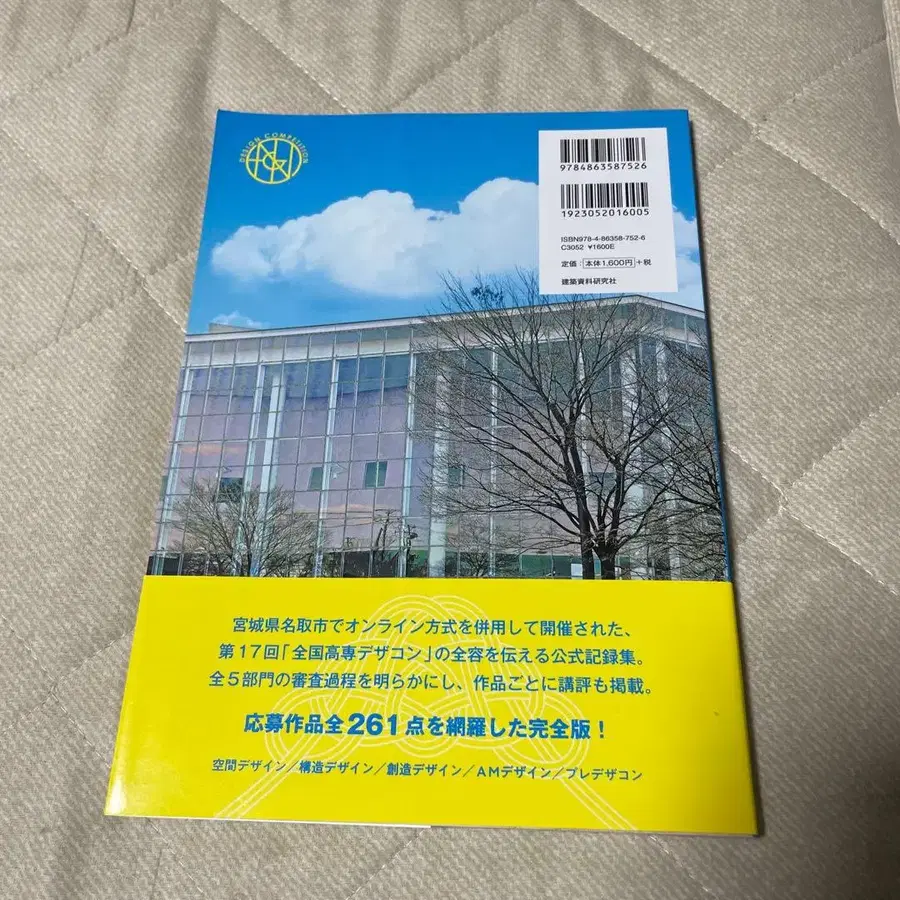 DESIGN COMPETITION
9784863587526
1923052016005
ISBN978-4-86358-752-6
C3052 ¥1600E
定価：本体1,600円+税
建築資料研究社
宮城県名取市でオンライン方式を併用して開催された、
第17回「全国高専デザコン」の全容を伝える公式記録集。
全5部門の審査過程を明らかにし、作品ごとに講評も掲載。
応募作品全261点を網羅した完全版！
空間デザイン／構造デザイン／創造デザイン／AMデザイン／プレデザコン